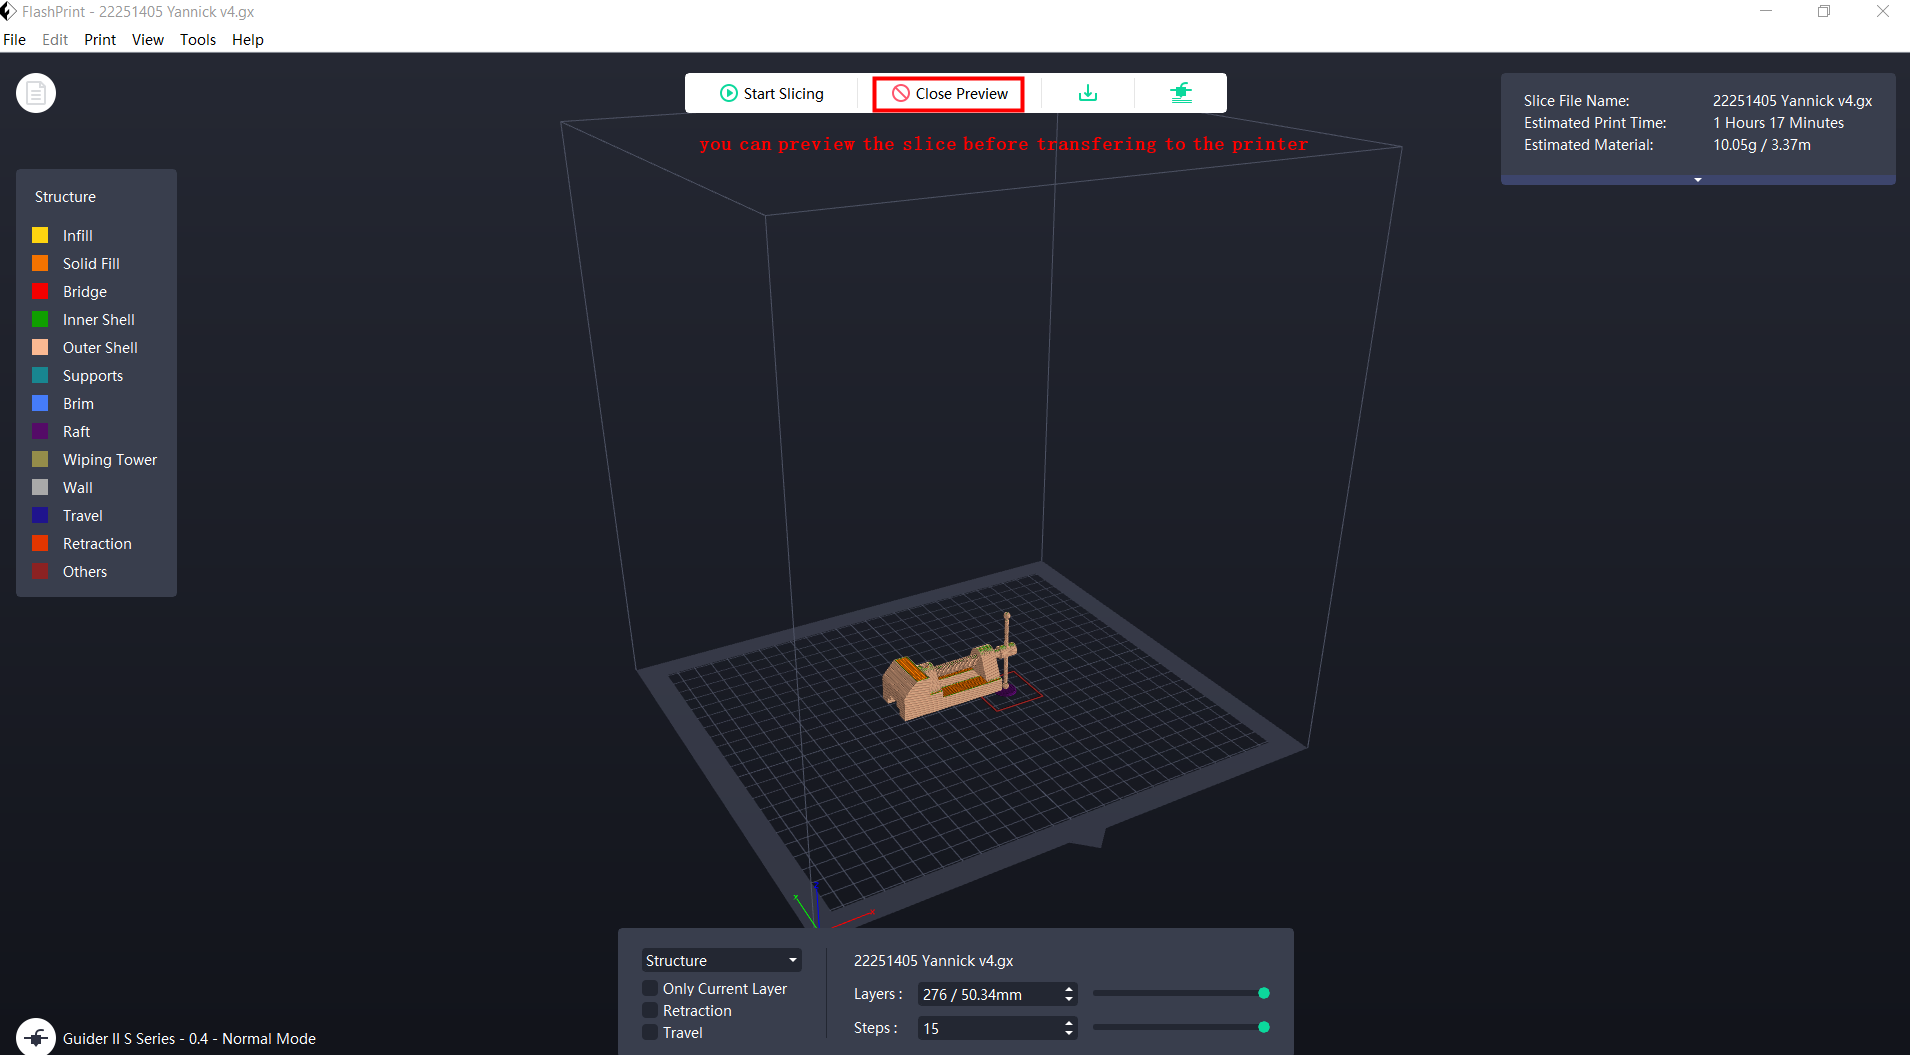 FlashPrint - 22251405 Yannick v4.gx
File Edit Print View Tools Help
Start Slicing Close Preview
you can preview the slice before transfering to the printer
Slice File Name: 22251405 Yannick v4.gx
Estimated Print Time: 1 Hours 17 Minutes
Estimated Material: 10.05g / 3.37m
Structure
Infill
Solid Fill
Bridge
Inner Shell
Outer Shell
Supports
Brim
Raft
Wiping Tower
Wall
Travel
Retraction
Others
Structure
Only Current Layer
Retraction
Travel
22251405 Yannick v4.gx
Layers : 276 / 50.34mm
Steps : 15
Guider II S Series - 0.4 - Normal Mode